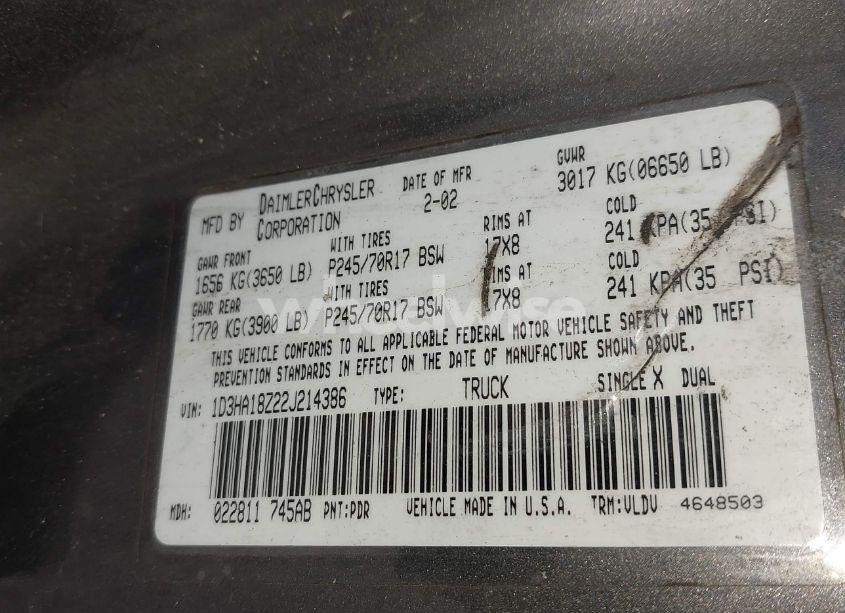 MFD BY DAIMLERCHRYSLER CORPORATION DATE OF MFR 2-02 GVWR 3017 KG(06650 LB)
GAWR FRONT WITH TIRES RIMS AT COLD
1656 KG(3650 LB) P245/70R17 BSW 17X8 241 KPA(35 PSI)
GAWR REAR WITH TIRES RIMS AT COLD
1770 KG(3900 LB) P245/70R17 BSW 17X8 241 KPA(35 PSI)
THIS VEHICLE CONFORMS TO ALL APPLICABLE FEDERAL MOTOR VEHICLE SAFETY AND THEFT
PREVENTION STANDARDS IN EFFECT ON THE DATE OF MANUFACTURE SHOWN ABOVE.
VIN: 1D3HA18Z22J214386 TYPE: TRUCK SINGLE X DUAL
MDH: 022811 745AB PNT:PDR VEHICLE MADE IN U.S.A. TRM:VLDV 4648503